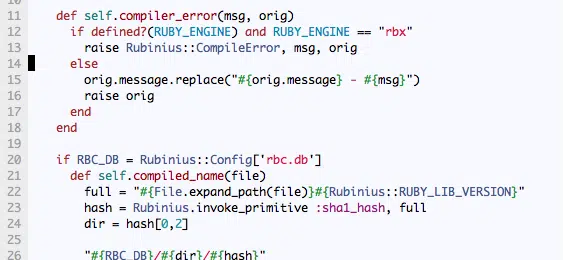 11 def self.compiler_error(msg, orig)
12 if defined?(RUBY_ENGINE) and RUBY_ENGINE == "rbx"
13 raise Rubinius::CompileError, msg, orig
14 else
15 orig.message.replace("#{orig.message} - #{msg}")
16 raise orig
17 end
18 end
19
20 if RBC_DB = Rubinius::Config['rbc.db']
21 def self.compiled_name(file)
22 full = "#{File.expand_path(file)}#{Rubinius::RUBY_LIB_VERSION}"
23 hash = Rubinius.invoke_primitive :sha1_hash, full
24 dir = hash[0,2]
25
26 "#{RBC_DB}/#{dir}/#{hash}"